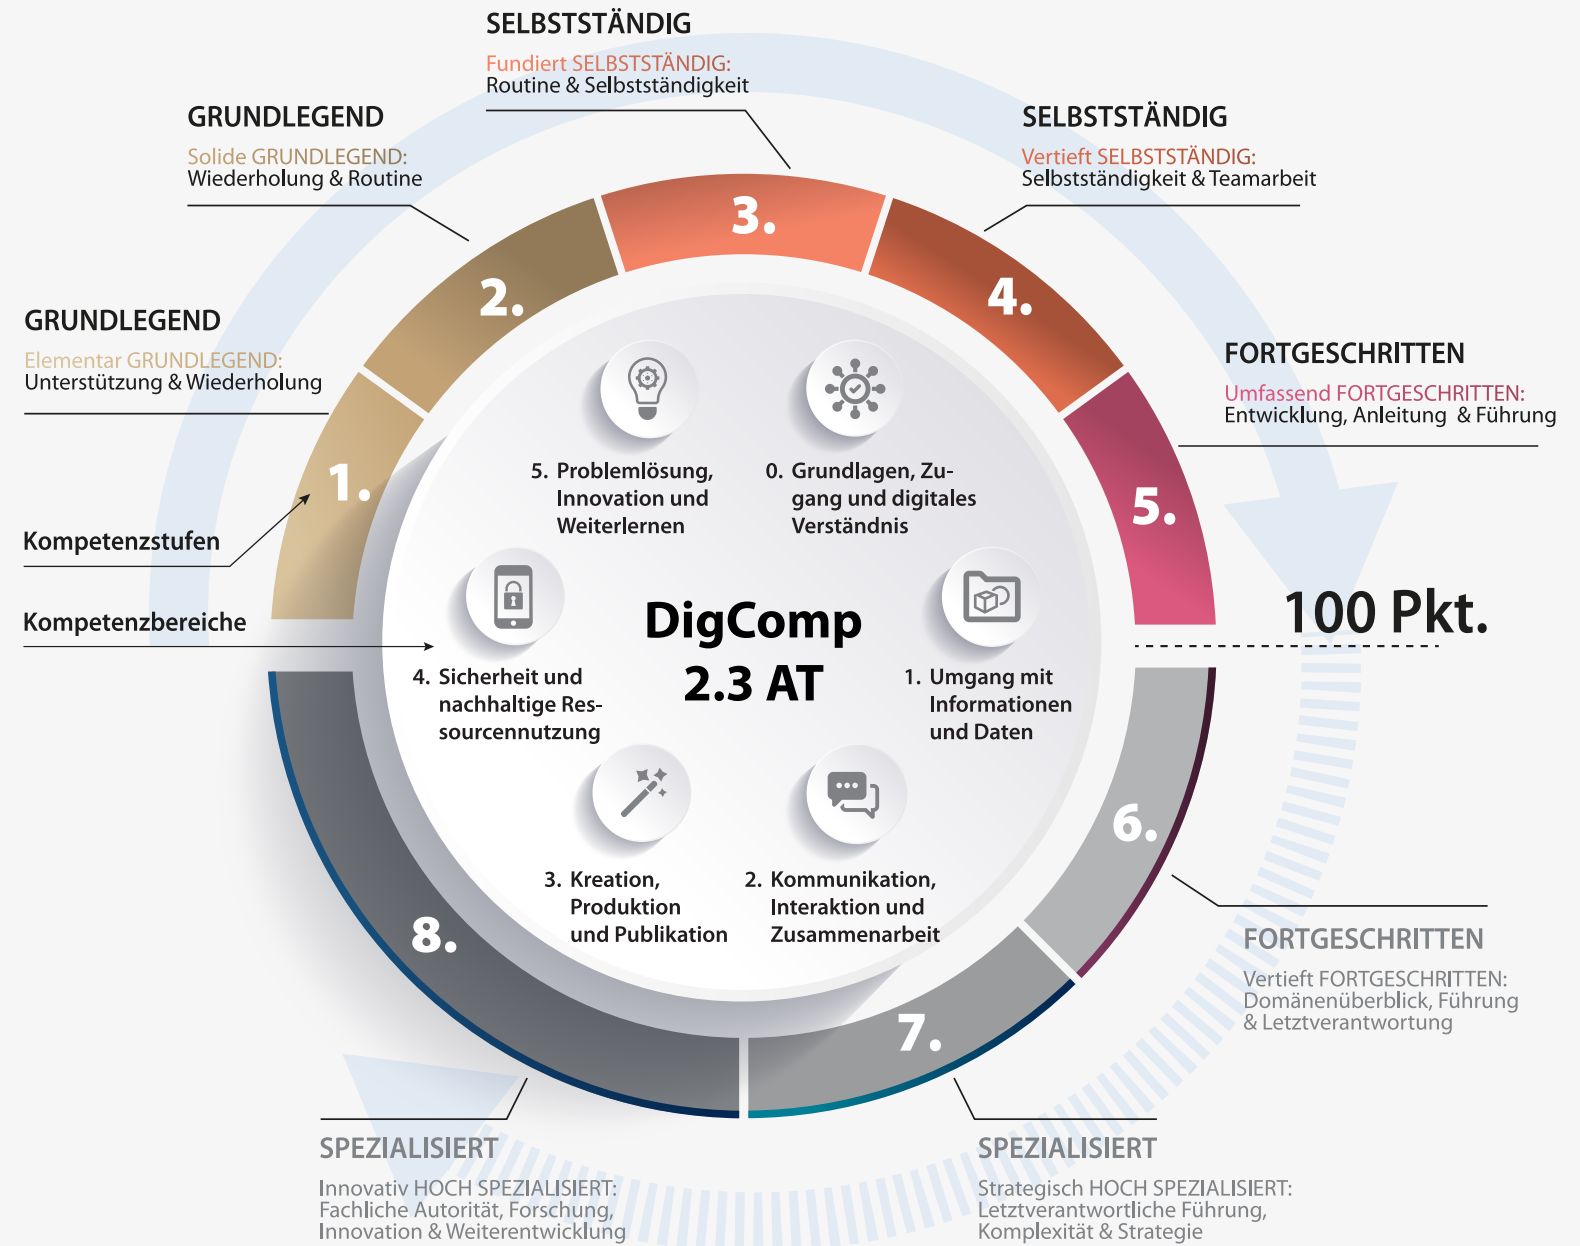 SELBSTSTÄNDIG
Fundiert SELBSTSTÄNDIG:
Routine & Selbstständigkeit
GRUNDLEGEND
Solide GRUNDLEGEND:
Wiederholung & Routine
SELBSTSTÄNDIG
Vertieft SELBSTSTÄNDIG:
Selbstständigkeit & Teamarbeit
GRUNDLEGEND
Elementar GRUNDLEGEND:
Unterstützung & Wiederholung
FORTGESCHRITTEN
Umfassend FORTGESCHRITTEN:
Entwicklung, Anleitung & Führung
1.
2.
3.
4.
5.
Kompetenzstufen
Kompetenzbereiche
100 Pkt.
DigComp
2.3 AT
0. Grundlagen, Zu-
gang und digitales
Verständnis
1. Umgang mit
Informationen
und Daten
2. Kommunikation,
Interaktion und
Zusammenarbeit
3. Kreation,
Produktion
und Publikation
4. Sicherheit und
nachhaltige Res-
sourcennutzung
5. Problemlösung,
Innovation und
Weiterlernen
6.
7.
8.
FORTGESCHRITTEN
Vertieft FORTGESCHRITTEN:
Domänenüberblick, Führung
& Letztverantwortung
SPEZIALISIERT
Strategisch HOCH SPEZIALISIERT:
Letztverantwortliche Führung,
Komplexität & Strategie
SPEZIALISIERT
Innovativ HOCH SPEZIALISIERT:
Fachliche Autorität, Forschung,
Innovation & Weiterentwicklung